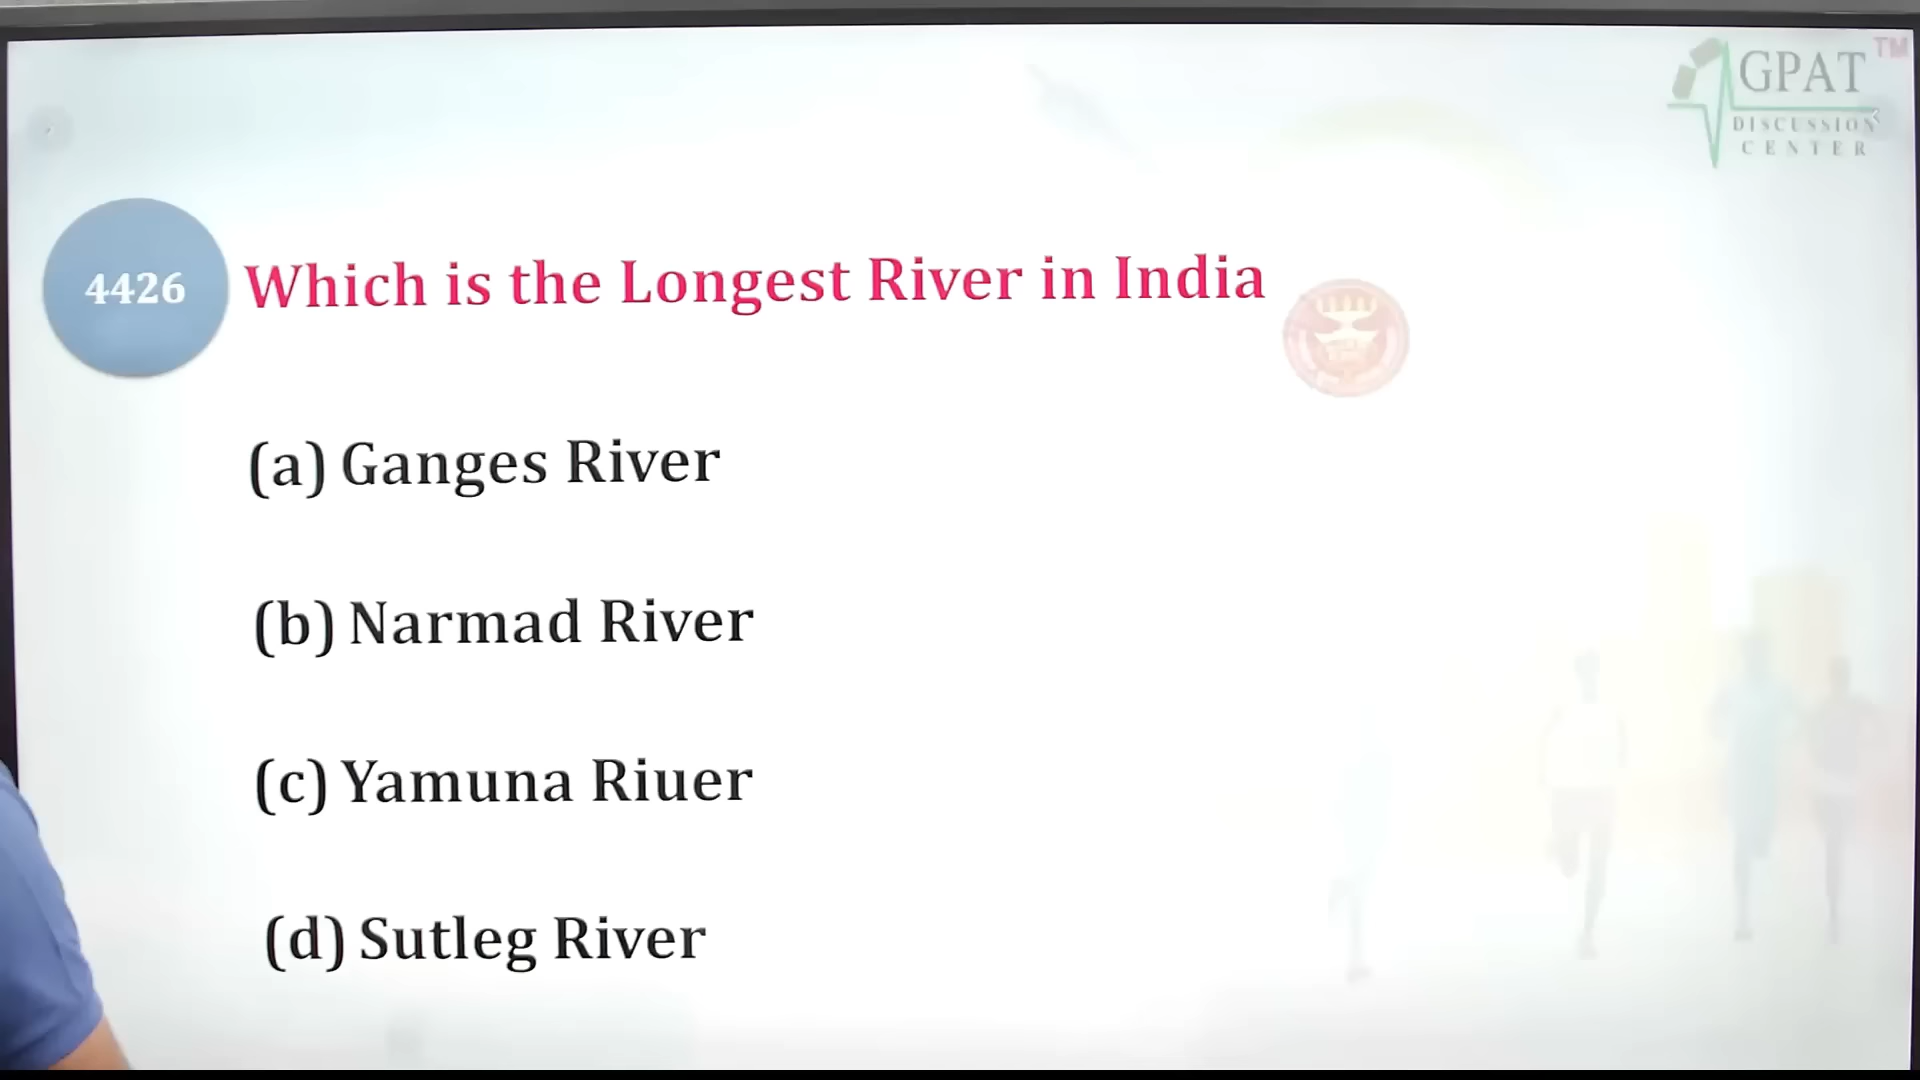 GPAT TM
DISCUSSION
CENTER
4426
Which is the Longest River in India
(a) Ganges River
(b) Narmad River
(c) Yamuna Riuer
(d) Sutleg River